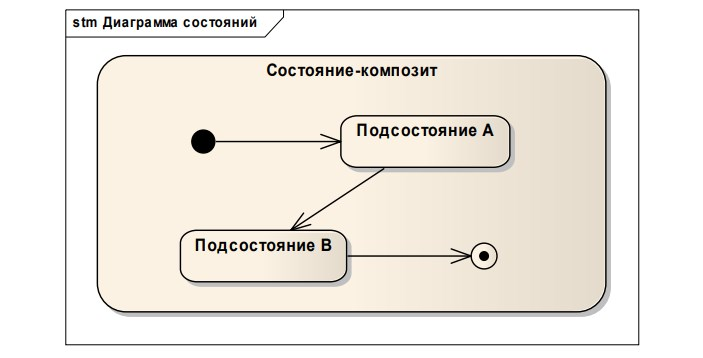 stm Диаграмма состояний
Состояние-композит
Подсостояние А
Подсостояние В